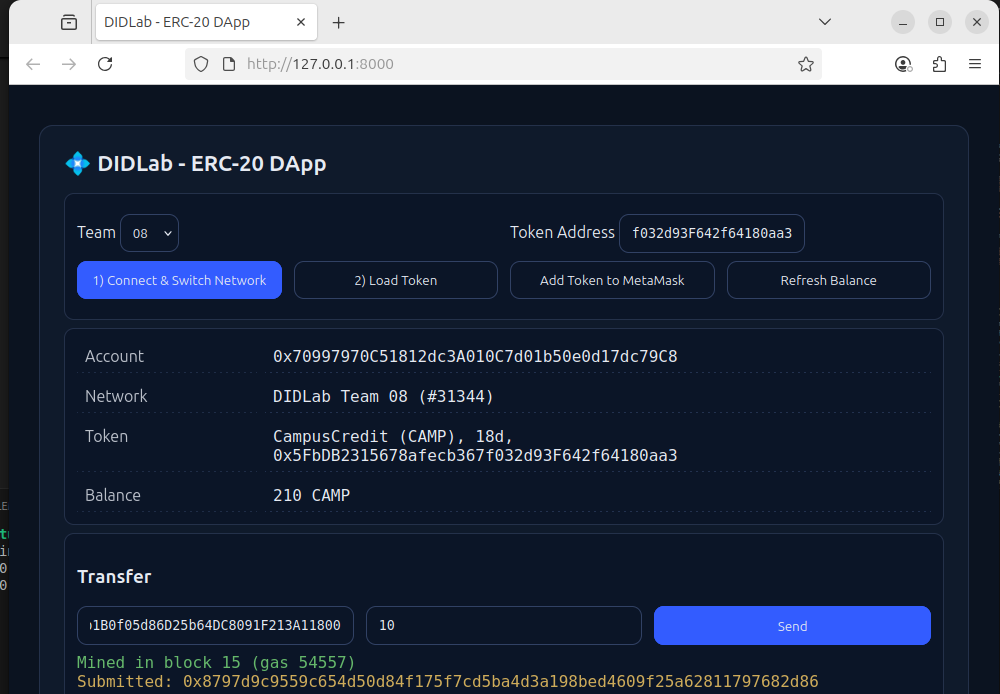 DIDLab - ERC-20 DApp
http://127.0.0.1:8000
DIDLab - ERC-20 DApp
Team 08 Token Address f032d93F642f64180aa3
1) Connect & Switch Network 2) Load Token Add Token to MetaMask Refresh Balance
Account 0x70997970C51812dc3A010C7d01b50e0d17dc79C8
Network DIDLab Team 08 (#31344)
Token CampusCredit (CAMP), 18d,
0x5FbDB2315678afecb367f032d93F642f64180aa3
Balance 210 CAMP
Transfer
1B0f05d86D25b64DC8091F213A11800 10 Send
Mined in block 15 (gas 54557)
Submitted: 0x8797d9c9559c654d50d84f175f7cd5ba4d3a198bed4609f25a62811797682d86